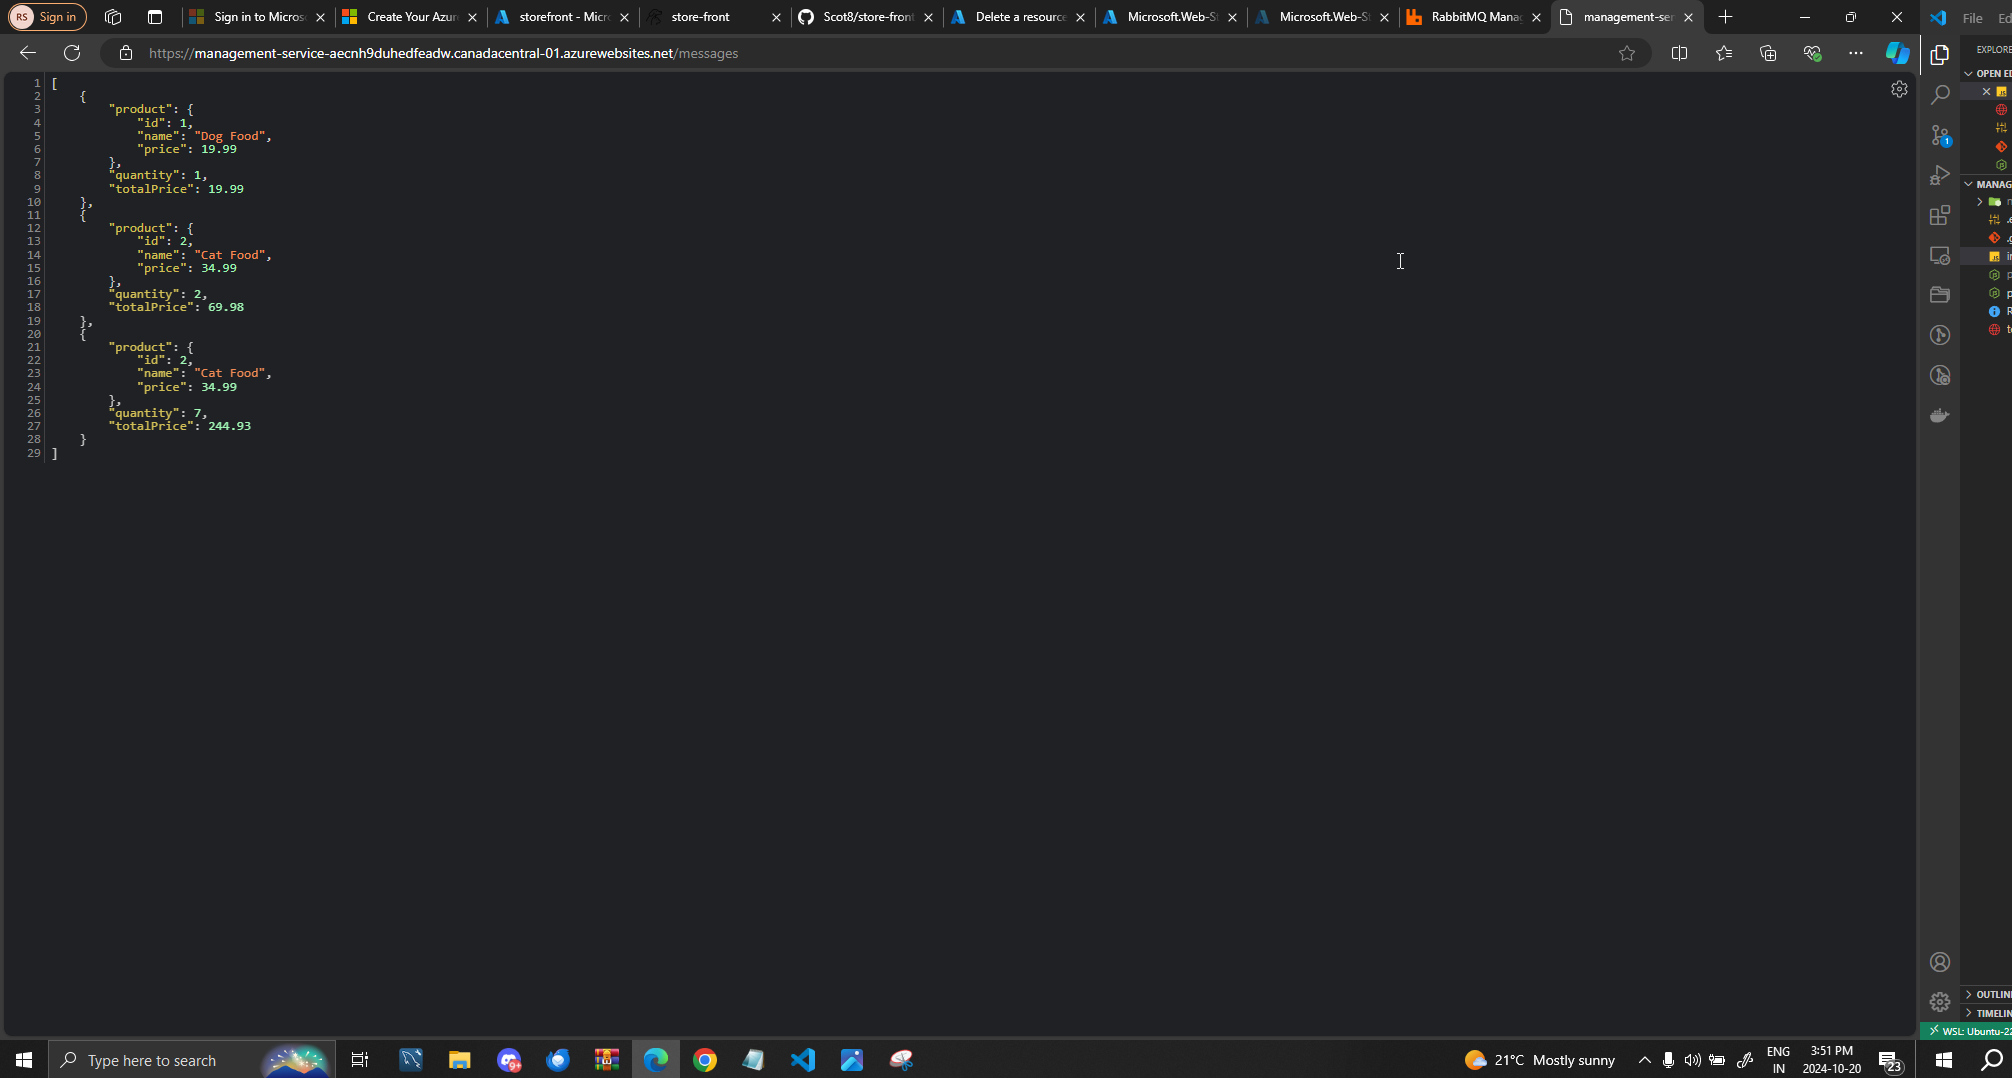 RS Sign in
Sign in to Micros
Create Your Azur
storefront - Micr
store-front
Scot8/store-front
Delete a resource
Microsoft.Web-S
Microsoft.Web-S
RabbitMQ Mana
management-ser
File
Ed
https://management-service-aecnh9duhedfeadw.canadacentral-01.azurewebsites.net/messages
EXPLORE
OPEN ED
MANAG
1 [
2 {
3 "product": {
4 "id": 1,
5 "name": "Dog Food",
6 "price": 19.99
7 },
8 "quantity": 1,
9 "totalPrice": 19.99
10 },
11 {
12 "product": {
13 "id": 2,
14 "name": "Cat Food",
15 "price": 34.99
16 },
17 "quantity": 2,
18 "totalPrice": 69.98
19 },
20 {
21 "product": {
22 "id": 2,
23 "name": "Cat Food",
24 "price": 34.99
25 },
26 "quantity": 7,
27 "totalPrice": 244.93
28 }
29 ]
1
OUTLIN
TIMELIN
WSL: Ubuntu-22
Type here to search
9+
21°C Mostly sunny
ENG
IN
3:51 PM
2024-10-20
23